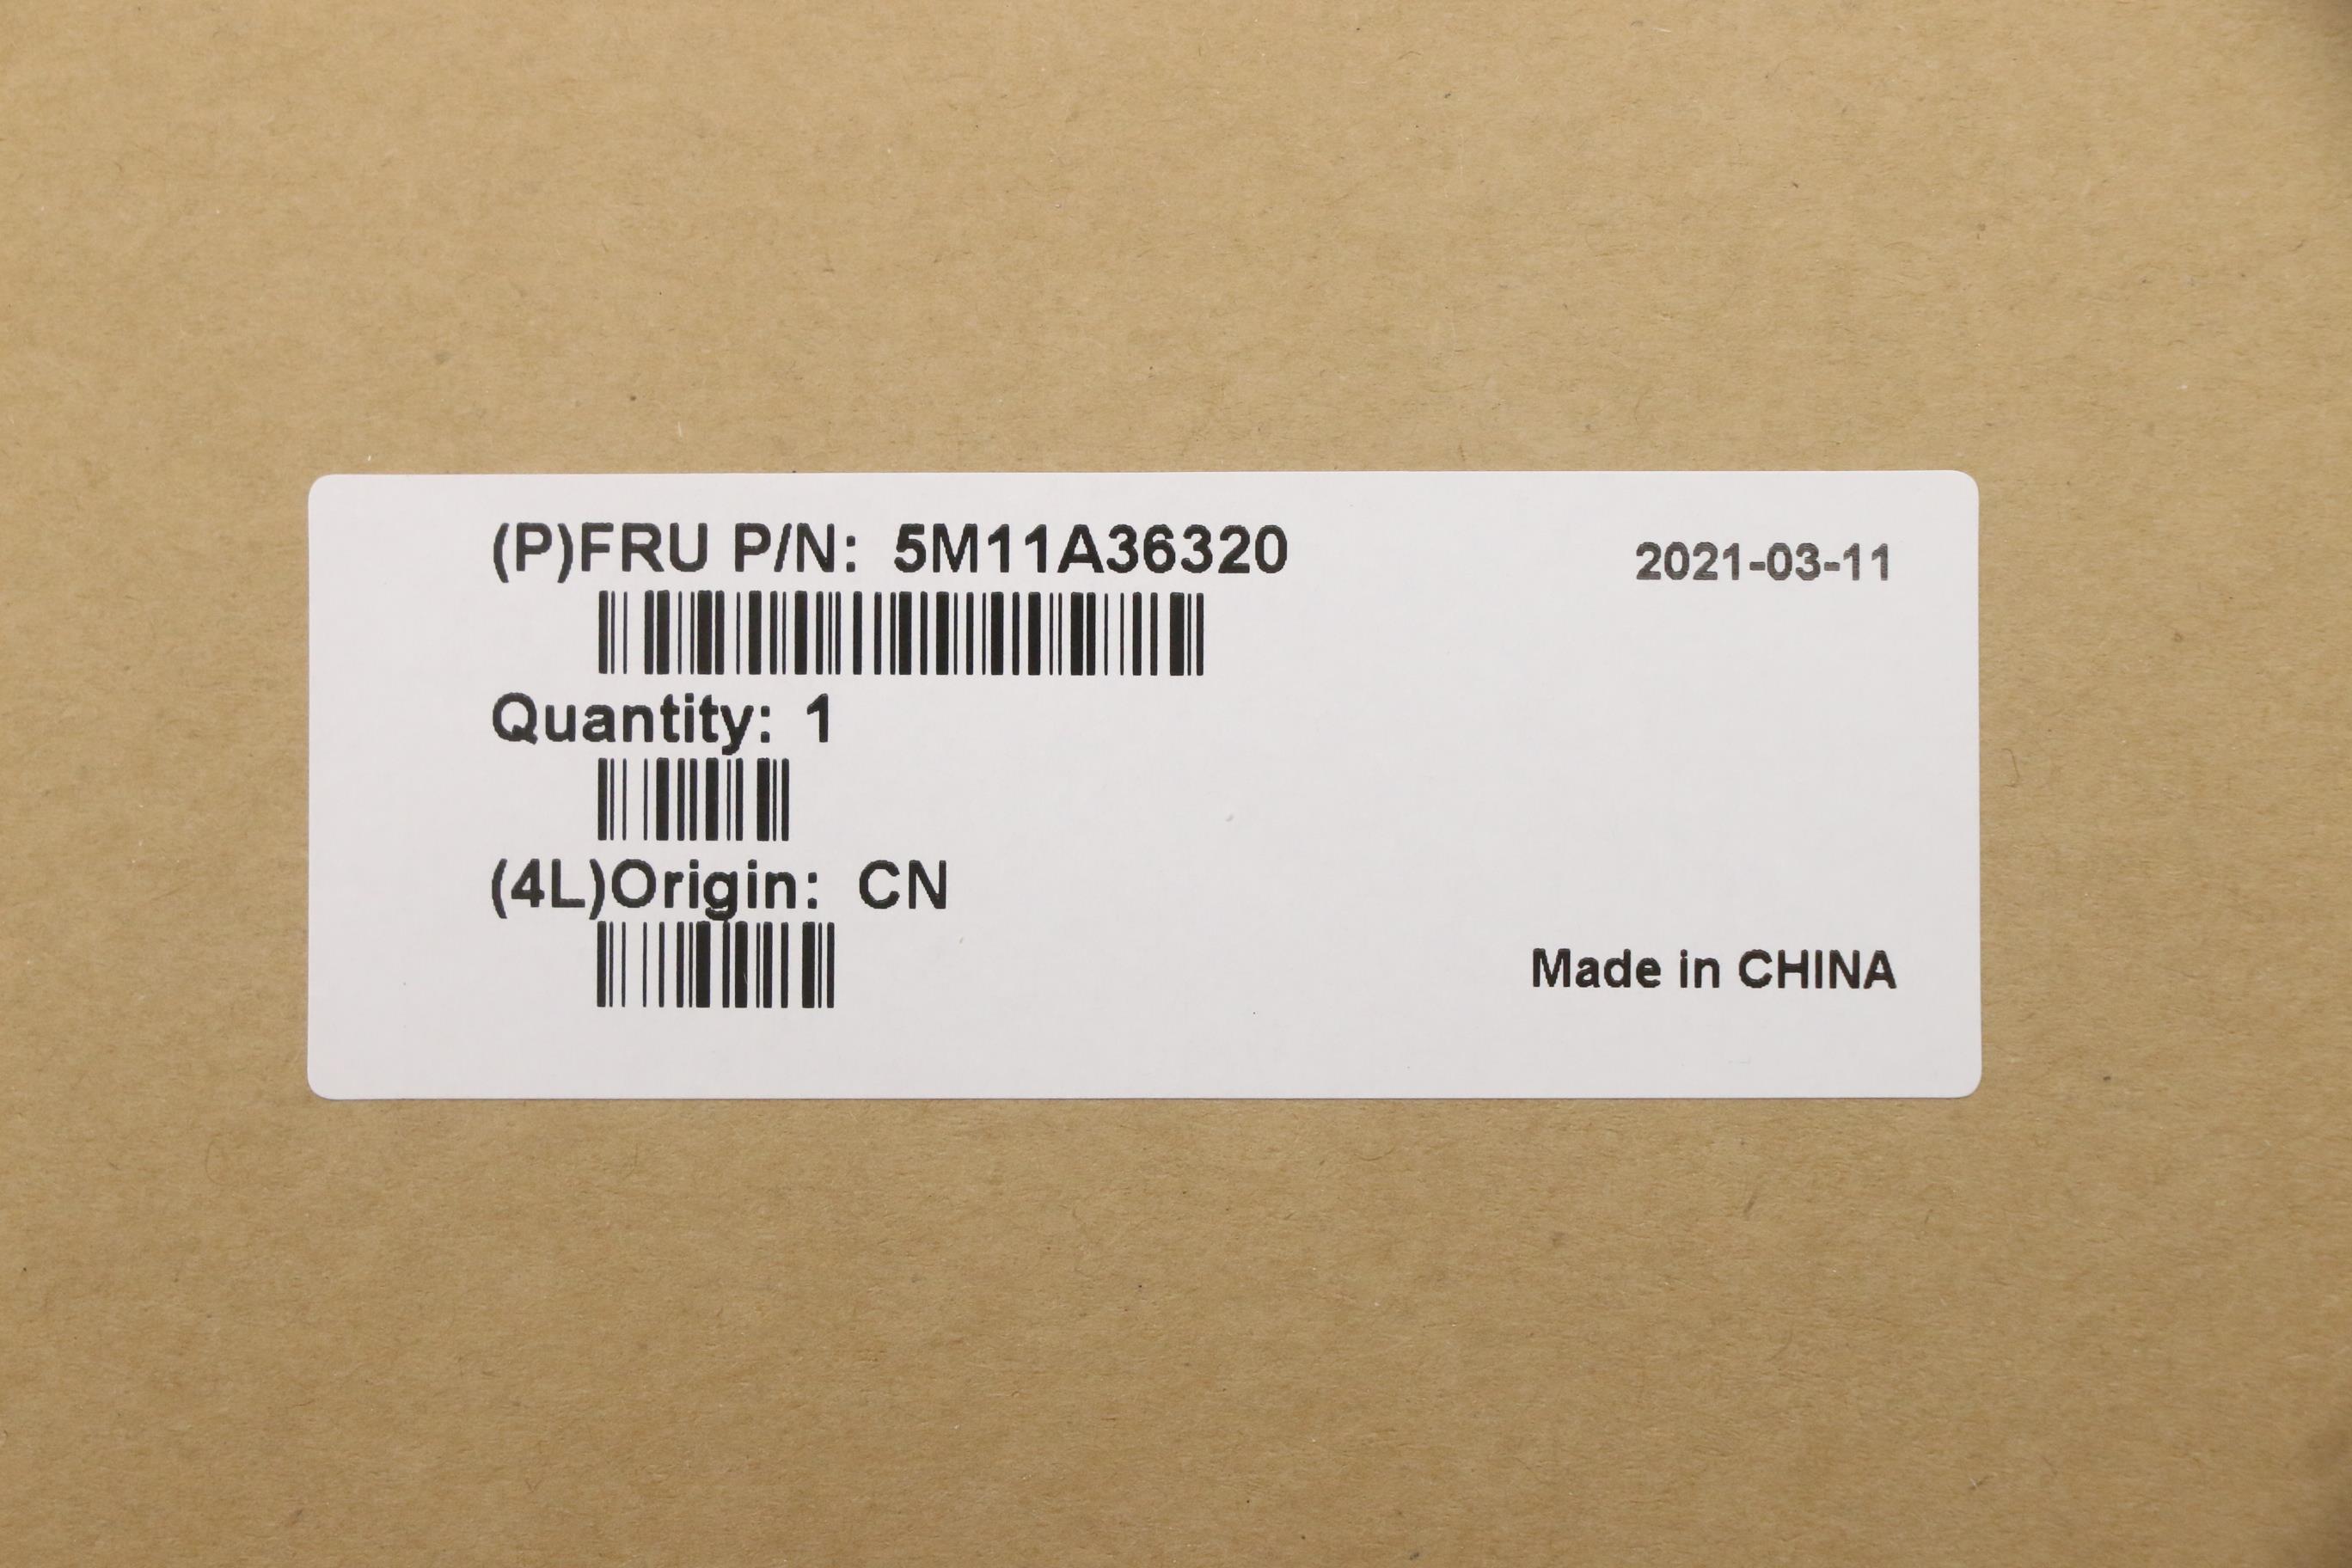 (P)FRU P/N: 5M11A36320
2021-03-11
Quantity: 1
(4L)Origin: CN
Made in CHINA